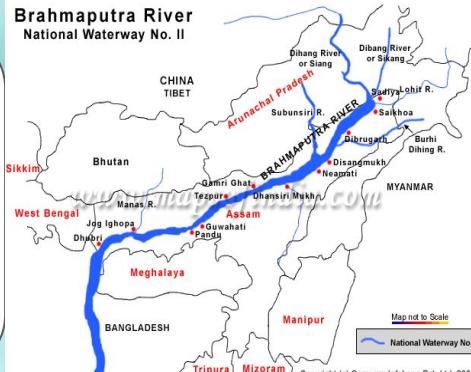 Brahmaputra River
National Waterway No. II
Dihang River
or Siang
Dibang River
or Sikang
CHINA
TIBET
Arunachal Pradesh
Lohit R.
Sadiya
Saikhoa
Subunsiri R.
BRAHMAPUTRA RIVER
Dibrugarh
Burhi
Dihing R.
Bhutan
Sikkim
Disangmukh
Neamati
Gamri Ghat
Tezpur
Dhansiri Mukh
MYANMAR
West Bengal
Manas R.
Assam
Jog Ighopa
Guwahati
Pandu
Dhubri
Meghalaya
BANGLADESH
Manipur
Map not to Scale
National Waterway No
Tripura
Mizoram